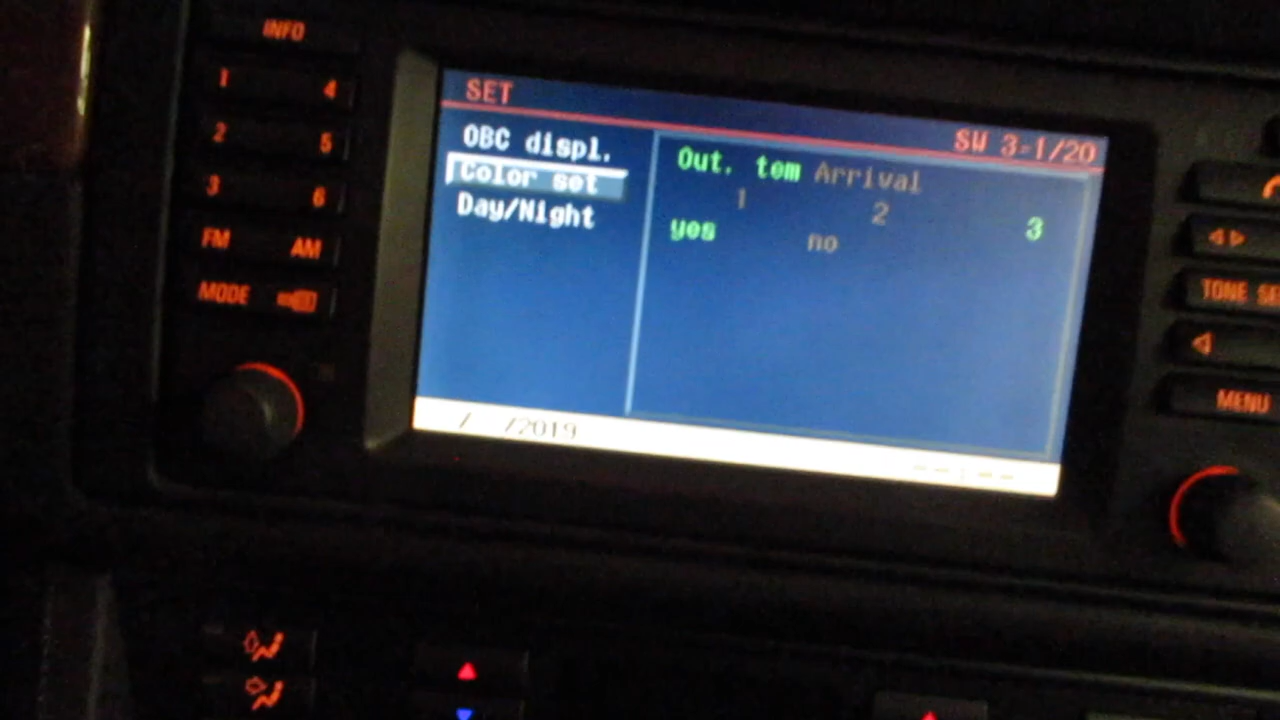 INFO
1 4
2 5
3 6
FM AM
MODE
SET
SW 3-1/20
OBC displ.
Color set
Day/Night
Out. tem Arrival
1 2 3
yes no
/ /2019
--:--
TONE SE
MENU